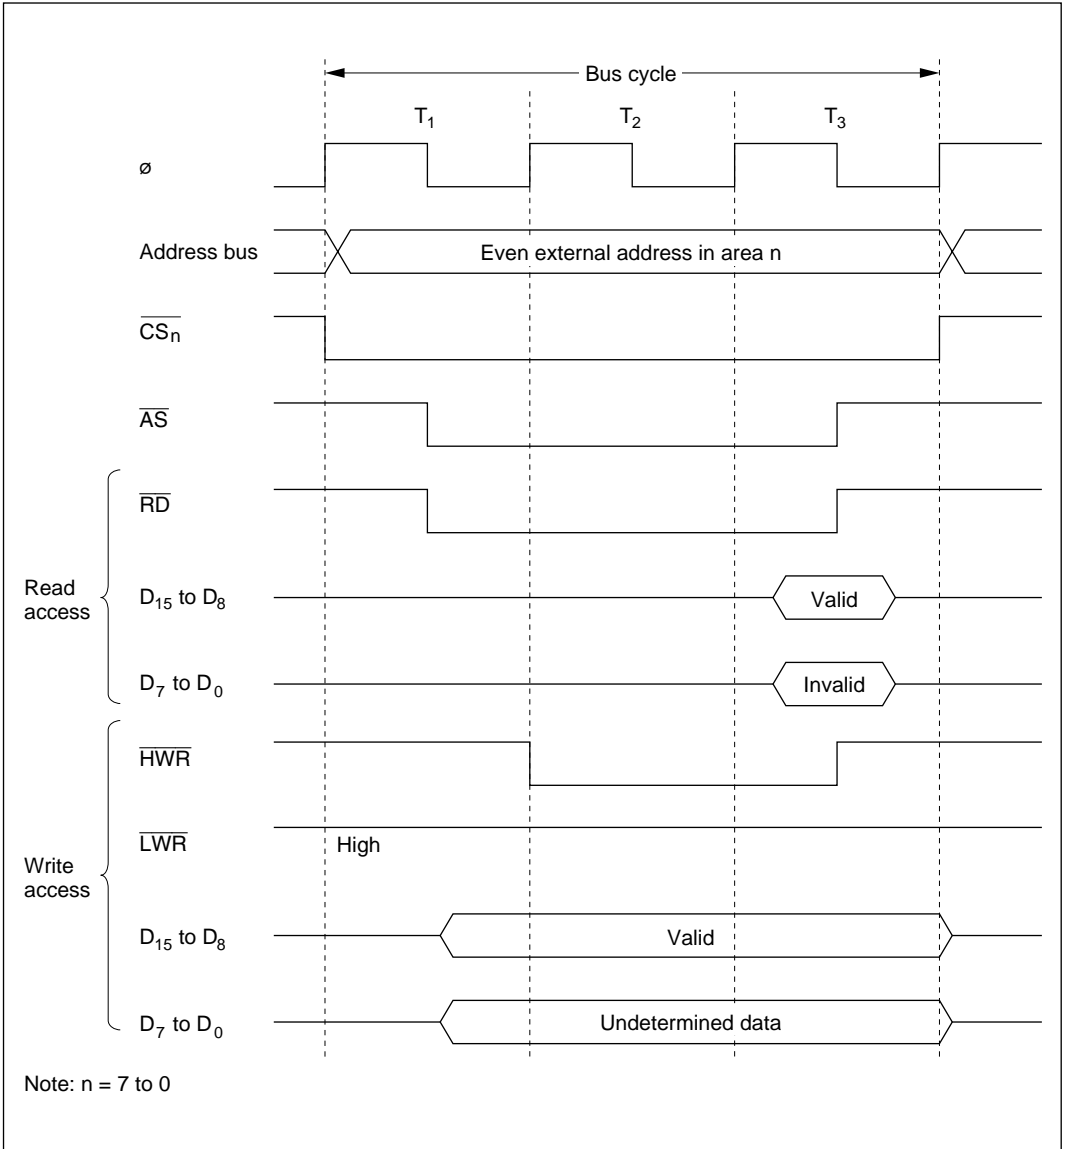 Bus cycle
T1 T2 T3
ø
Address bus Even external address in area n
CSn
AS
RD
Read access
D15 to D8 Valid
D7 to D0 Invalid
HWR
LWR High
Write access
D15 to D8 Valid
D7 to D0 Undetermined data
Note: n = 7 to 0